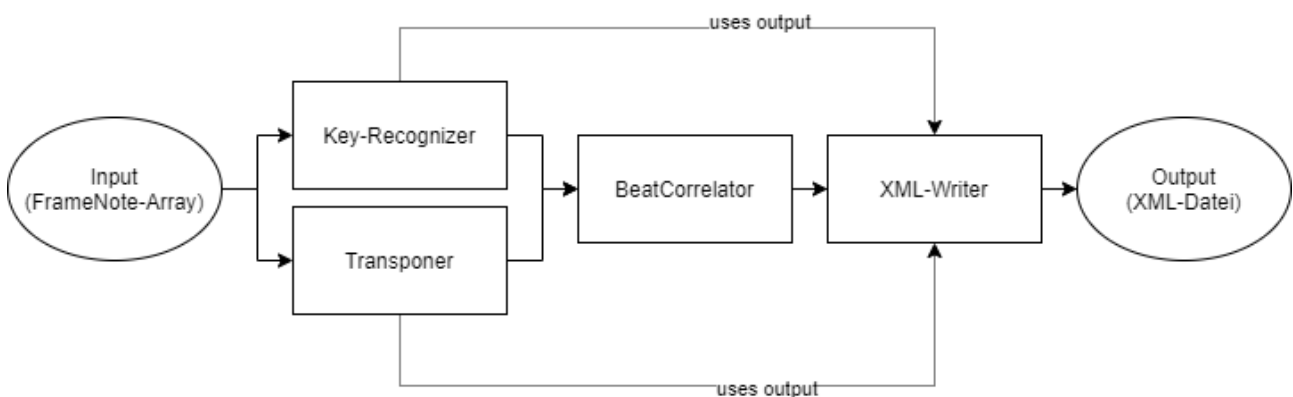 uses output
Key-Recognizer
Input
(FrameNote-Array)
BeatCorrelator
XML-Writer
Output
(XML-Datei)
Transponer
uses output